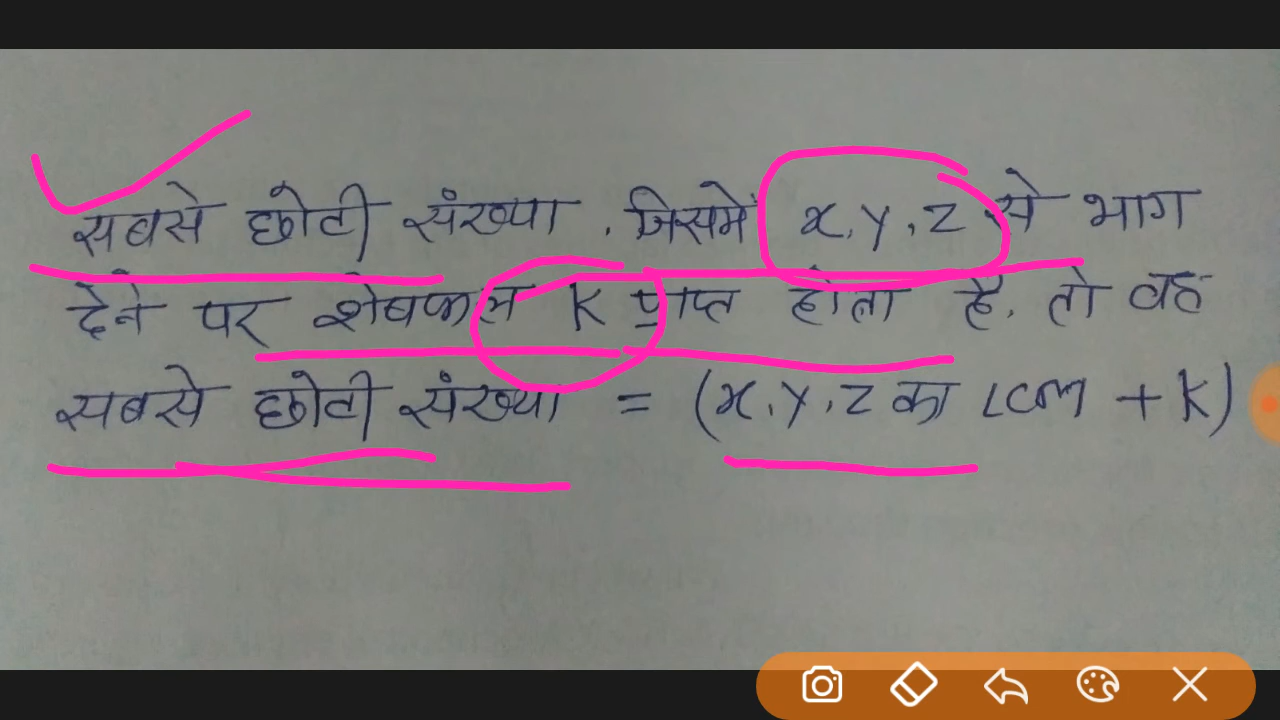 सबसे छोटी संख्या, जिसमें x, y, z से भाग
देने पर शेषफल K प्राप्त होता है, तो वह
सबसे छोटी संख्या = (x, y, z का LCM + K)